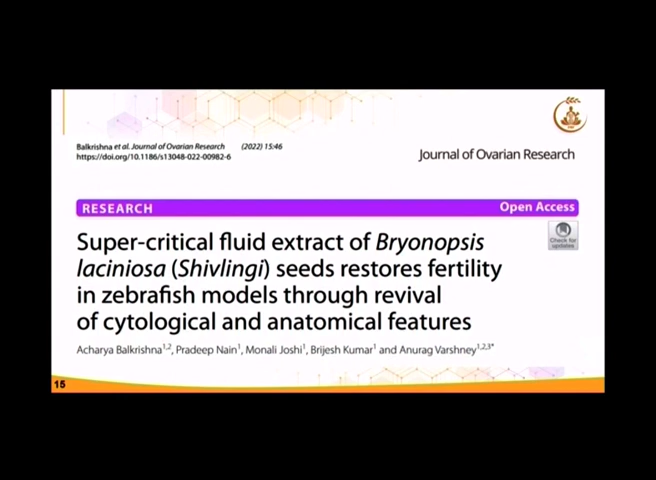 Balkrishna et al. Journal of Ovarian Research (2022) 15:46
https://doi.org/10.1186/s13048-022-00982-6
Journal of Ovarian Research
RESEARCH
Open Access
Check for
updates
Super-critical fluid extract of Bryonopsis
laciniosa (Shivlingi) seeds restores fertility
in zebrafish models through revival
of cytological and anatomical features
Acharya Balkrishna1,2, Pradeep Nain1, Monali Joshi1, Brijesh Kumar1 and Anurag Varshney1,2,3*
15